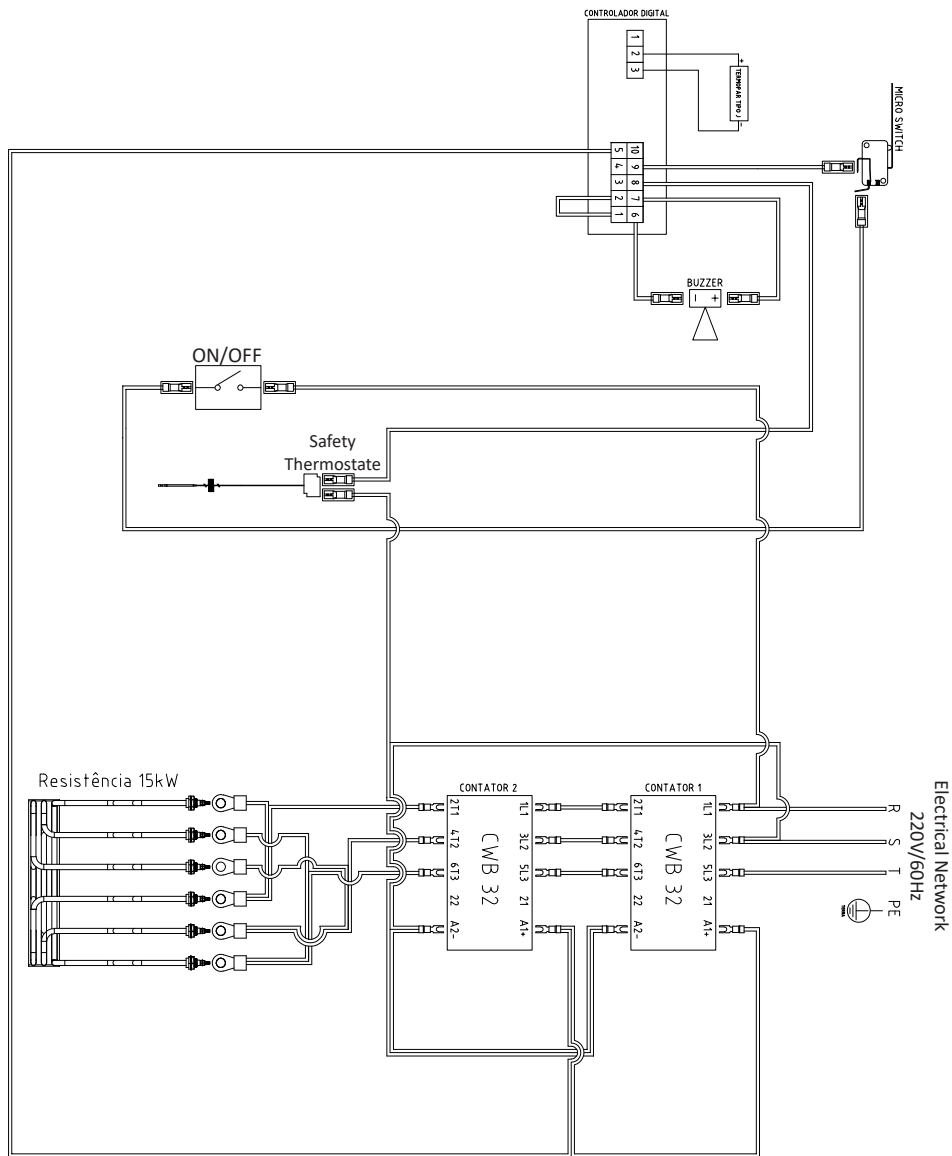 CONTROLADOR DIGITAL
1
2
3
+
TERMOPAR TIPO J
-
MICRO SWITCH
5 10
4 9
3 8
2 7
1 6
BUZZER
- +
ON/OFF
Safety
Thermostate
Electrical Network
220V/60Hz
R
S
T
PE
Resistência 15kW
CONTATOR 2
2T1 1L1
4T2 3L2
6T3 5L3
22 21
A2- A1+
CWB 32
CONTATOR 1
2T1 1L1
4T2 3L2
6T3 5L3
22 21
A2- A1+
CWB 32